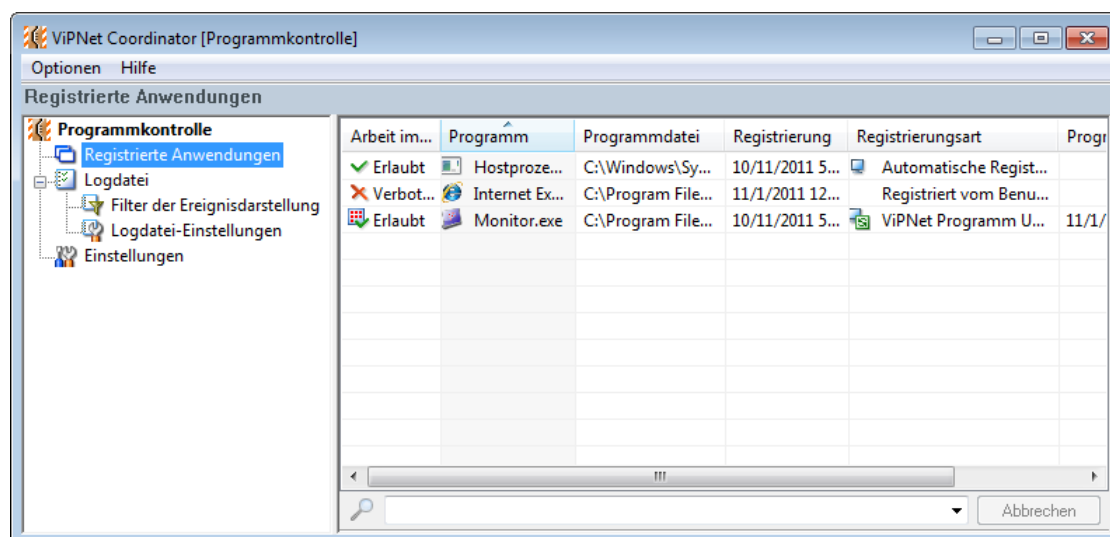 ViPNet Coordinator [Programmkontrolle]
Optionen Hilfe
Registrierte Anwendungen
Programmkontrolle
Registrierte Anwendungen
Logdatei
Filter der Ereignisdarstellung
Logdatei-Einstellungen
Einstellungen
Arbeit im... Programm Programmdatei Registrierung Registrierungsart Progr
Erlaubt Hostproze... C:\Windows\Sy... 10/11/2011 5... Automatische Regist...
Verbot... Internet Ex... C:\Program File... 11/1/2011 12... Registriert vom Benu...
Erlaubt Monitor.exe C:\Program File... 10/11/2011 5... ViPNet Programm U... 11/1/
Abbrechen